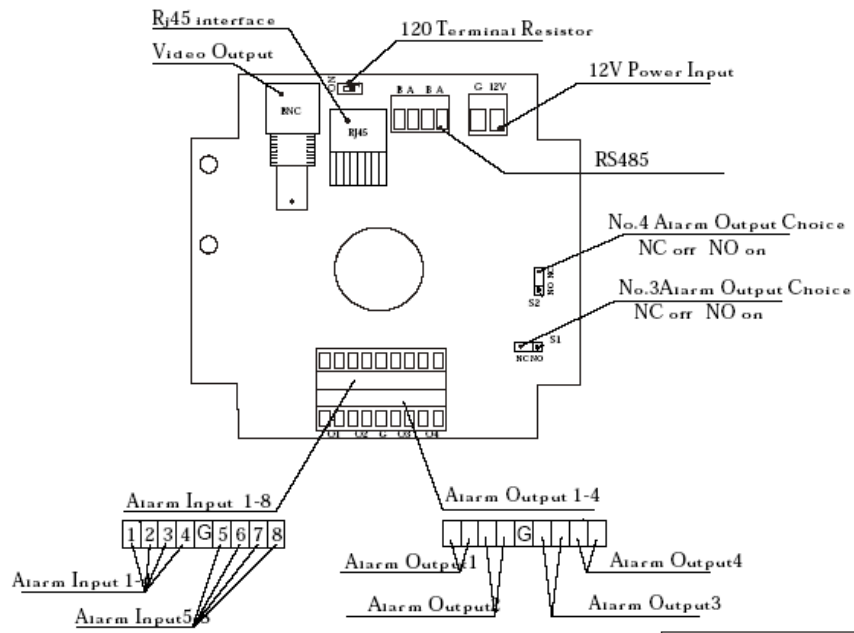 Rj45 interface
Video Output
120 Terminal Resistor
12V Power Input
NO
B A B A
G 12V
BNC
RJ45
RS485
No.4 Alarm Output Choice
NC off NO on
NO NC
S2
No.3Alarm Output Choice
NC off NO on
S1
NC NO
O1 O2 G O3 O4
Alarm Input 1-8
Alarm Output 1-4
1 2 3 4 G 5 6 7 8
G
Alarm Input 1-4
Alarm Output1
Alarm Output4
Alarm Input5-8
Alarm Output2
Alarm Output3